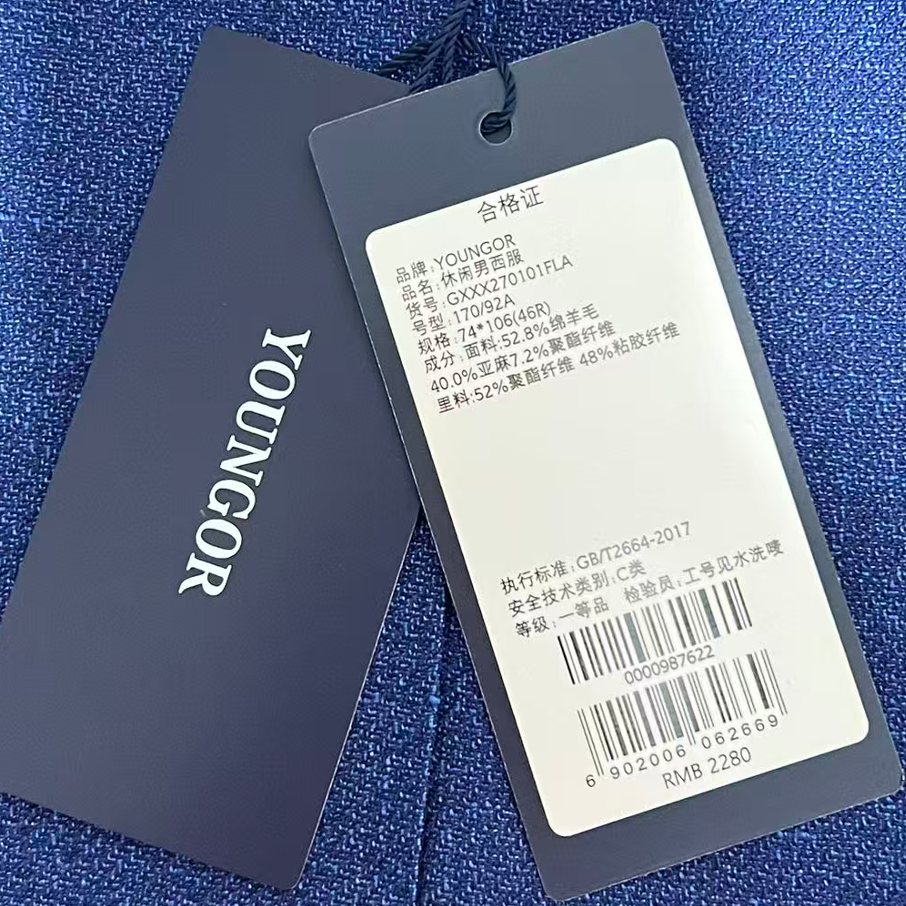 YOUNGOR
合格证
品牌:YOUNGOR
品名:休闲男西服
货号:GXXX270101FLA
号型:170/92A
规格:74*106(46R)
成分:面料:52.8%绵羊毛
40.0%亚麻7.2%聚酯纤维
里料:52%聚酯纤维 48%粘胶纤维
执行标准:GB/T2664-2017
安全技术类别:C类
等级:一等品 检验员:工号见水洗唛
0000987622
6 902006 062669
RMB 2280